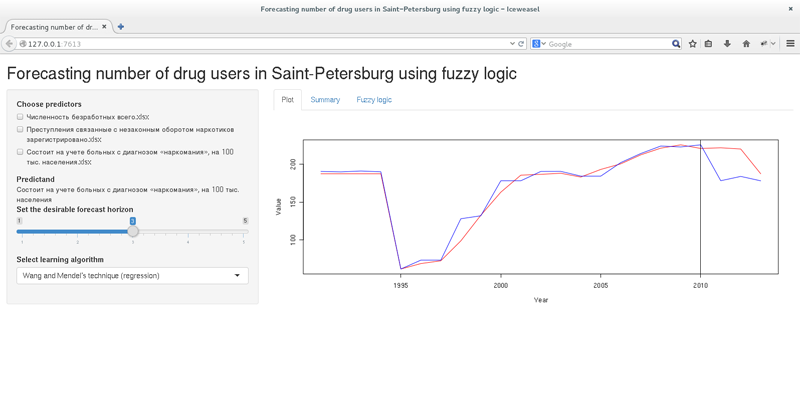 Forecasting number of drug users in Saint-Petersburg using fuzzy logic - Iceweasel
Forecasting number of dr...
127.0.0.1:7613
Google
Forecasting number of drug users in Saint-Petersburg using fuzzy logic
Choose predictors
Численность безработных всего.xlsx
Преступления связанные с незаконным оборотом наркотиков
зарегистрировано.xlsx
Состоит на учете больных с диагнозом «наркомания», на 100
тыс. населения.xlsx
Predictand
Состоит на учете больных с диагнозом «наркомания», на 100 тыс.
населения
Set the desirable forecast horizon
1 3 5
1 2 3 4 5
Select learning algorithm
Wang and Mendel's technique (regression)
Plot Summary Fuzzy logic
Value
200
150
100
1995 2000 2005 2010
Year